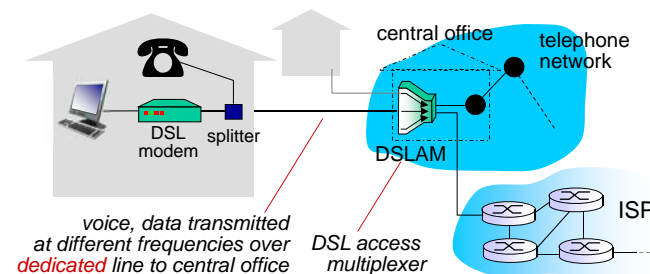 central office
telephone
network
DSL
modem
splitter
DSLAM
ISP
voice, data transmitted
at different frequencies over
dedicated line to central office
DSL access
multiplexer